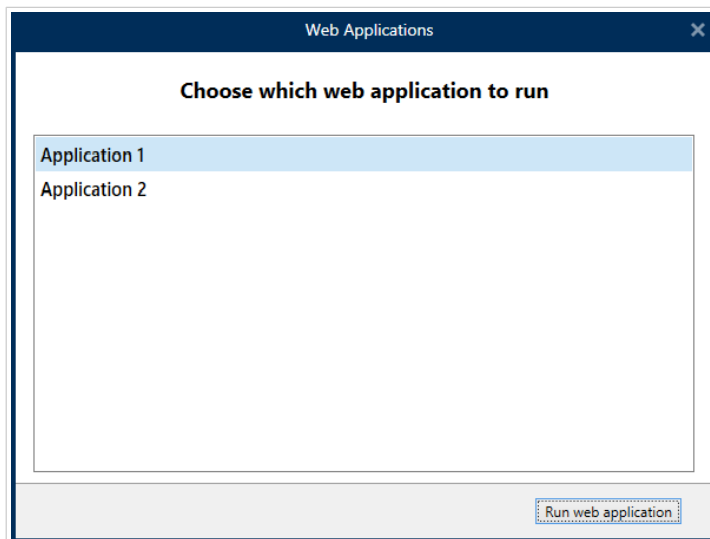 Web Applications
Choose which web application to run
Application 1
Application 2
Run web application